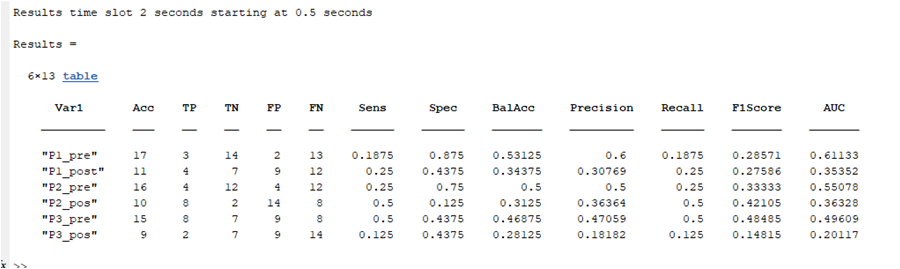 Results time slot 2 seconds starting at 0.5 seconds
Results =
6×13 table
Var1 Acc TP TN FP FN Sens Spec BalAcc Precision Recall F1Score AUC
"P1_pre" 17 3 14 2 13 0.1875 0.875 0.53125 0.6 0.1875 0.28571 0.61133
"P1_post" 11 4 7 9 12 0.25 0.4375 0.34375 0.30769 0.25 0.27586 0.35352
"P2_pre" 16 4 12 4 12 0.25 0.75 0.5 0.5 0.25 0.33333 0.55078
"P2_pos" 10 8 2 14 8 0.5 0.125 0.3125 0.36364 0.5 0.42105 0.36328
"P3_pre" 15 8 7 9 8 0.5 0.4375 0.46875 0.47059 0.5 0.48485 0.49609
"P3_pos" 9 2 7 9 14 0.125 0.4375 0.28125 0.18182 0.125 0.14815 0.20117
>>